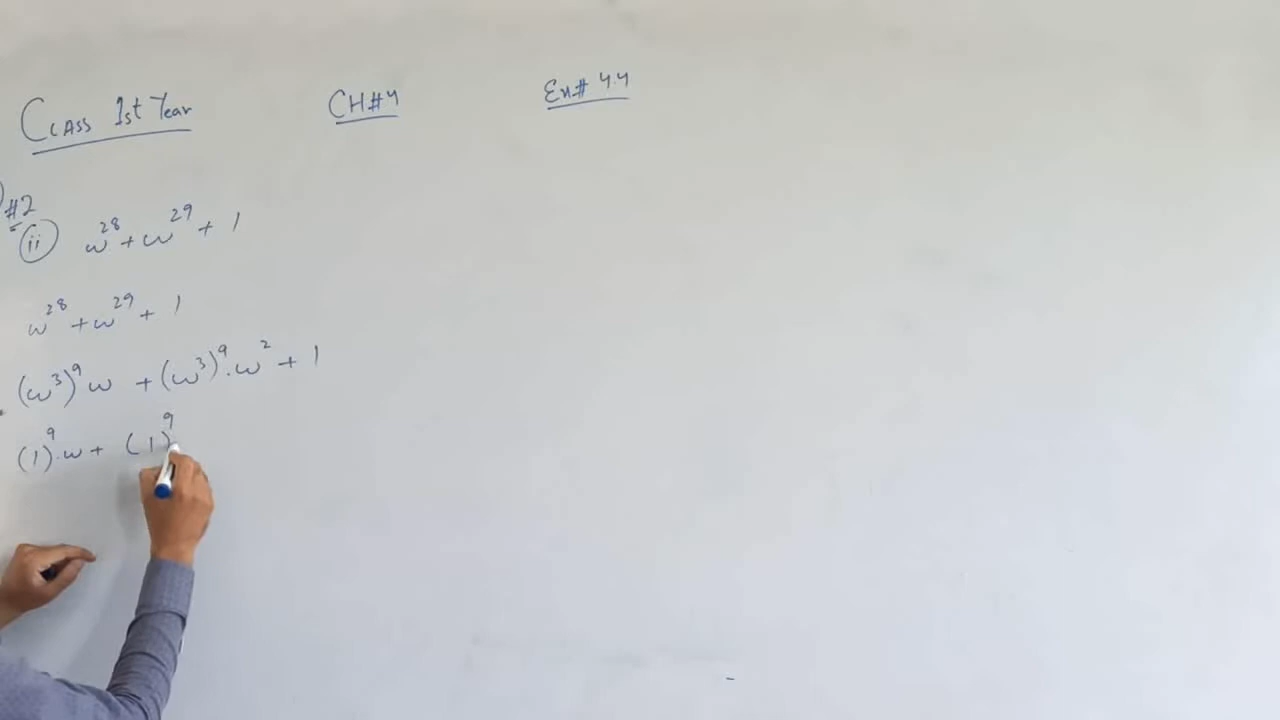 Class 1st Year CH#4 Ex# 4.4
#2
(ii) ω^28 + ω^29 + 1
ω^28 + ω^29 + 1
(ω^3)^9 ω + (ω^3)^9 . ω^2 + 1
(1)^9 . ω + (1)^9